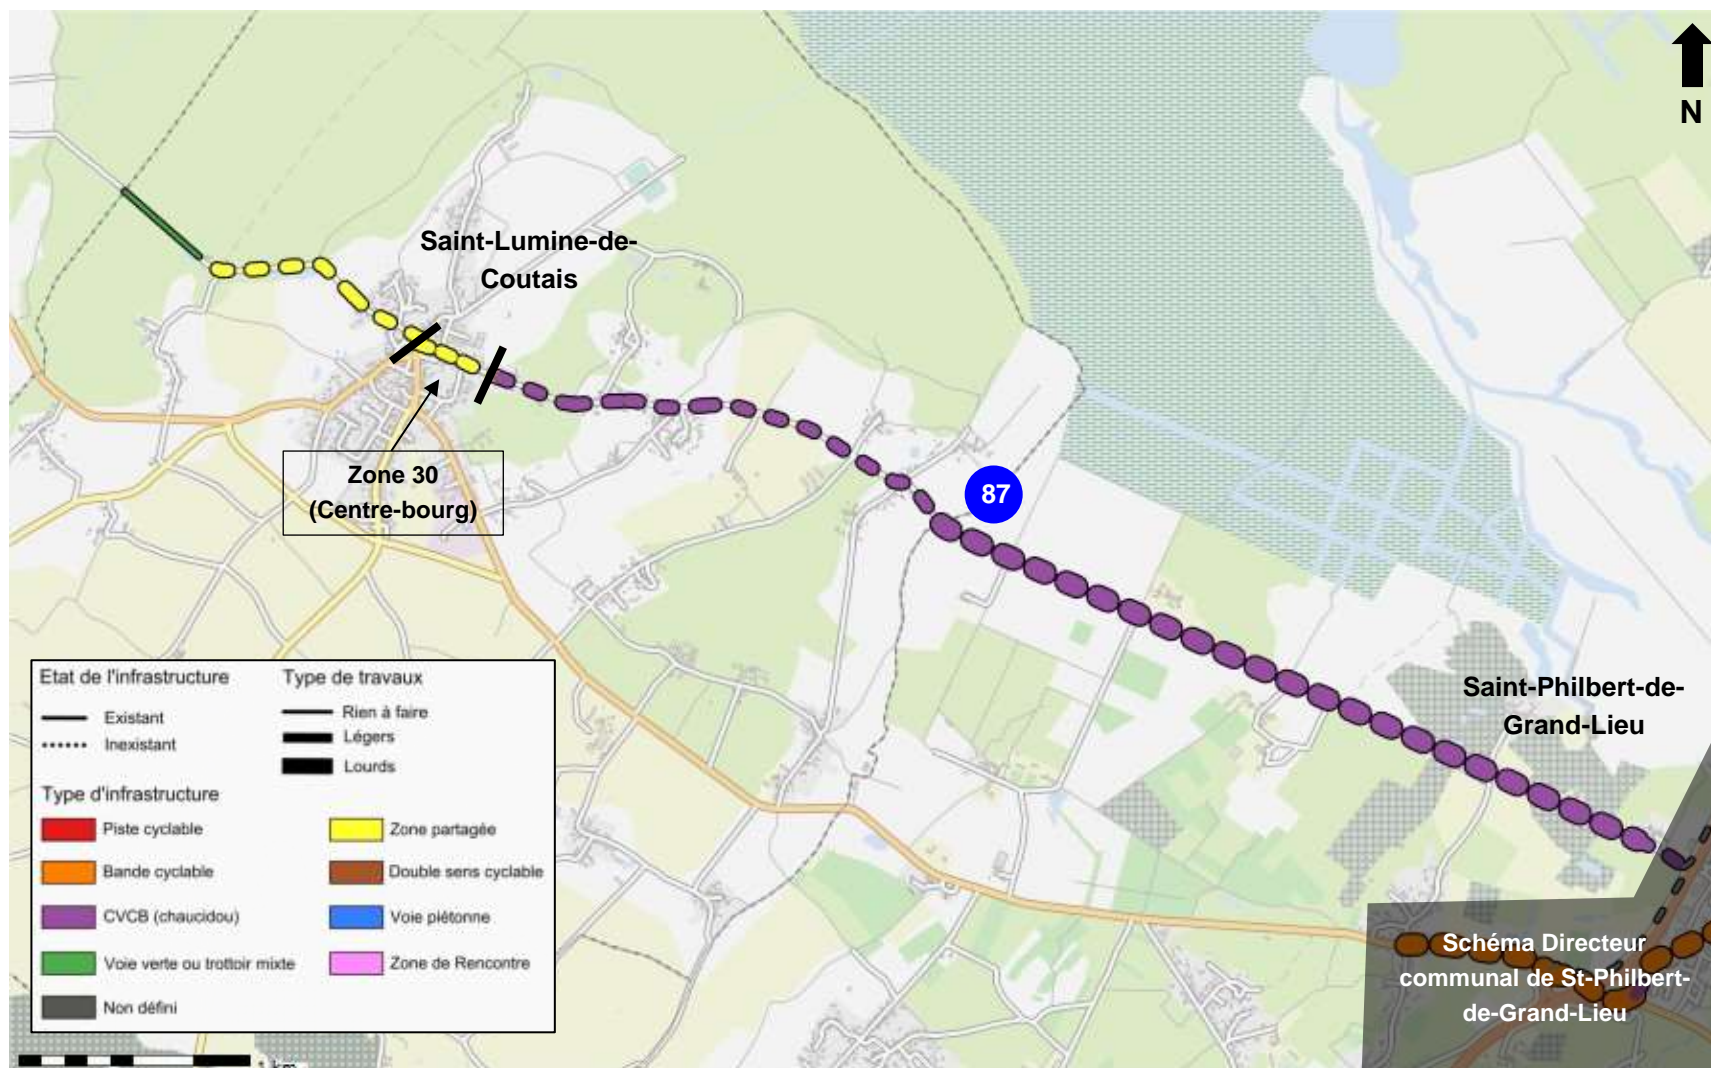 N
Saint-Lumine-de-
Coutais
Zone 30
(Centre-bourg)
87
Saint-Philbert-de-
Grand-Lieu
Etat de l'infrastructure
Existant
Inexistant
Type de travaux
Rien à faire
Légers
Lourds
Type d'infrastructure
Piste cyclable
Bande cyclable
CVCB (chaucidou)
Voie verte ou trottoir mixte
Non défini
Zone partagée
Double sens cyclable
Voie piétonne
Zone de Rencontre
Schéma Directeur
communal de St-Philbert-
de-Grand-Lieu
1 km